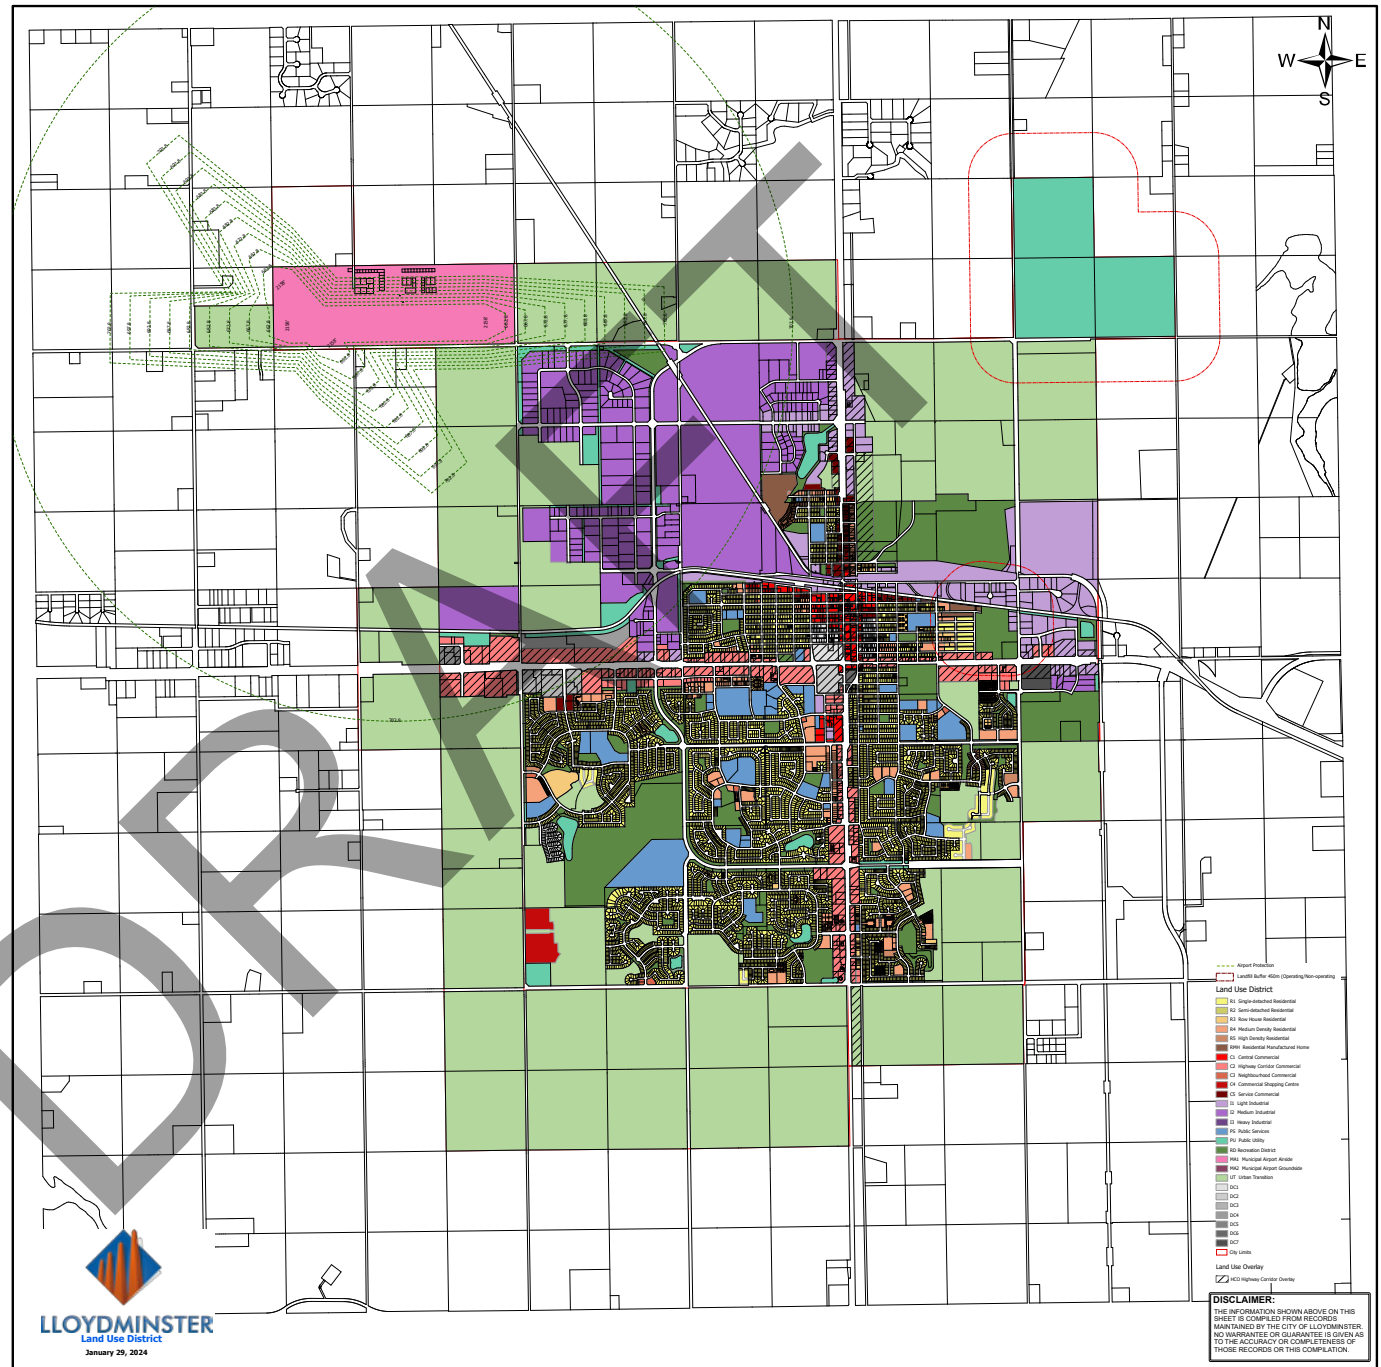 N
W E
S
DRAFT
Airport Protection
Landfill Buffer 450m (Operating/Non-operating
Land Use District
R1 Single-detached Residential
R2 Semi-detached Residential
R3 Row House Residential
R4 Medium Density Residential
R5 High Density Residential
RMH Residential Manufactured Home
C1 Central Commercial
C2 Highway Corridor Commercial
C3 Neighbourhood Commercial
C4 Commercial Shopping Centre
C5 Service Commercial
I1 Light Industrial
I2 Medium Industrial
I3 Heavy Industrial
PS Public Services
PU Public Utility
RD Recreation District
MA1 Municipal Airport Airside
MA2 Municipal Airport Groundside
UT Urban Transition
DC1
DC2
DC3
DC4
DC5
DC6
DC7
City Limits
Land Use Overlay
HCO Highway Corridor Overlay
LLOYDMINSTER
Land Use District
January 29, 2024
DISCLAIMER:
THE INFORMATION SHOWN ABOVE ON THIS
SHEET IS COMPILED FROM RECORDS
MAINTAINED BY THE CITY OF LLOYDMINSTER.
NO WARRANTEE OR GUARANTEE IS GIVEN AS
TO THE ACCURACY OR COMPLETENESS OF
THOSE RECORDS OR THIS COMPILATION.